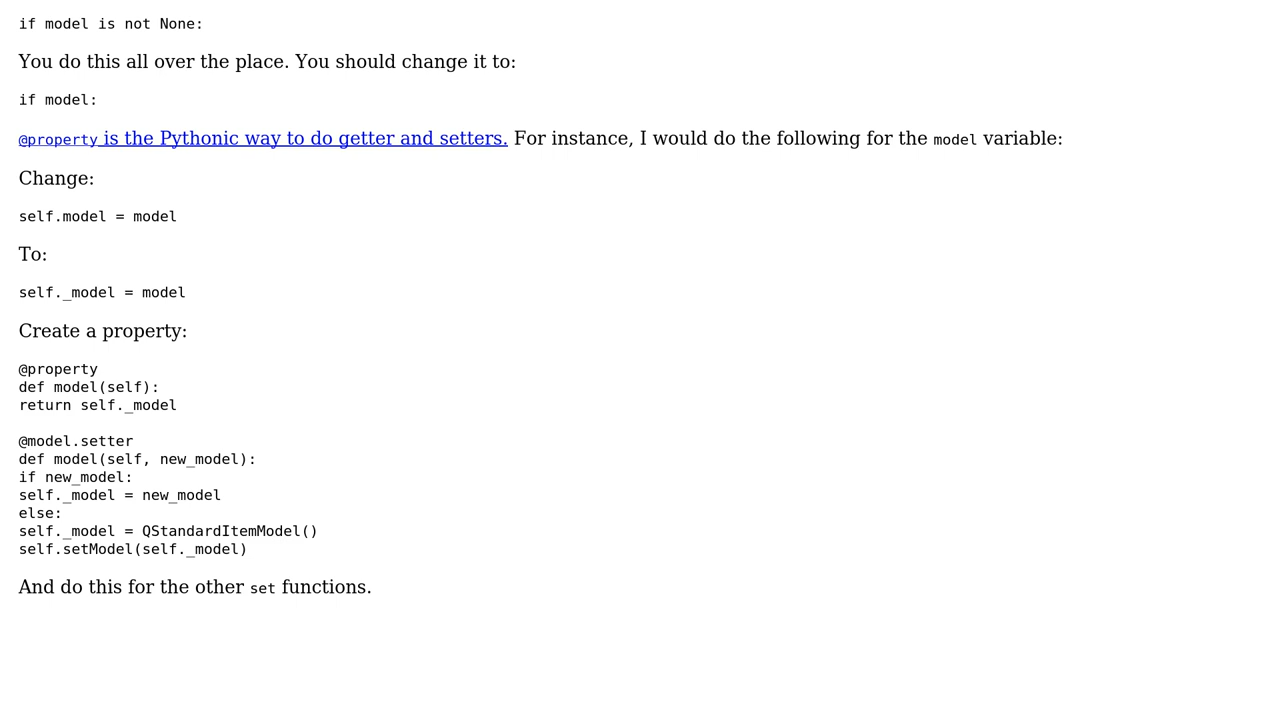 if model is not None:
You do this all over the place. You should change it to:
if model:
@property is the Pythonic way to do getter and setters. For instance, I would do the following for the model variable:
Change:
self.model = model
To:
self._model = model
Create a property:
@property
def model(self):
return self._model
@model.setter
def model(self, new_model):
if new_model:
self._model = new_model
else:
self._model = QStandardItemModel()
self.setModel(self._model)
And do this for the other set functions.